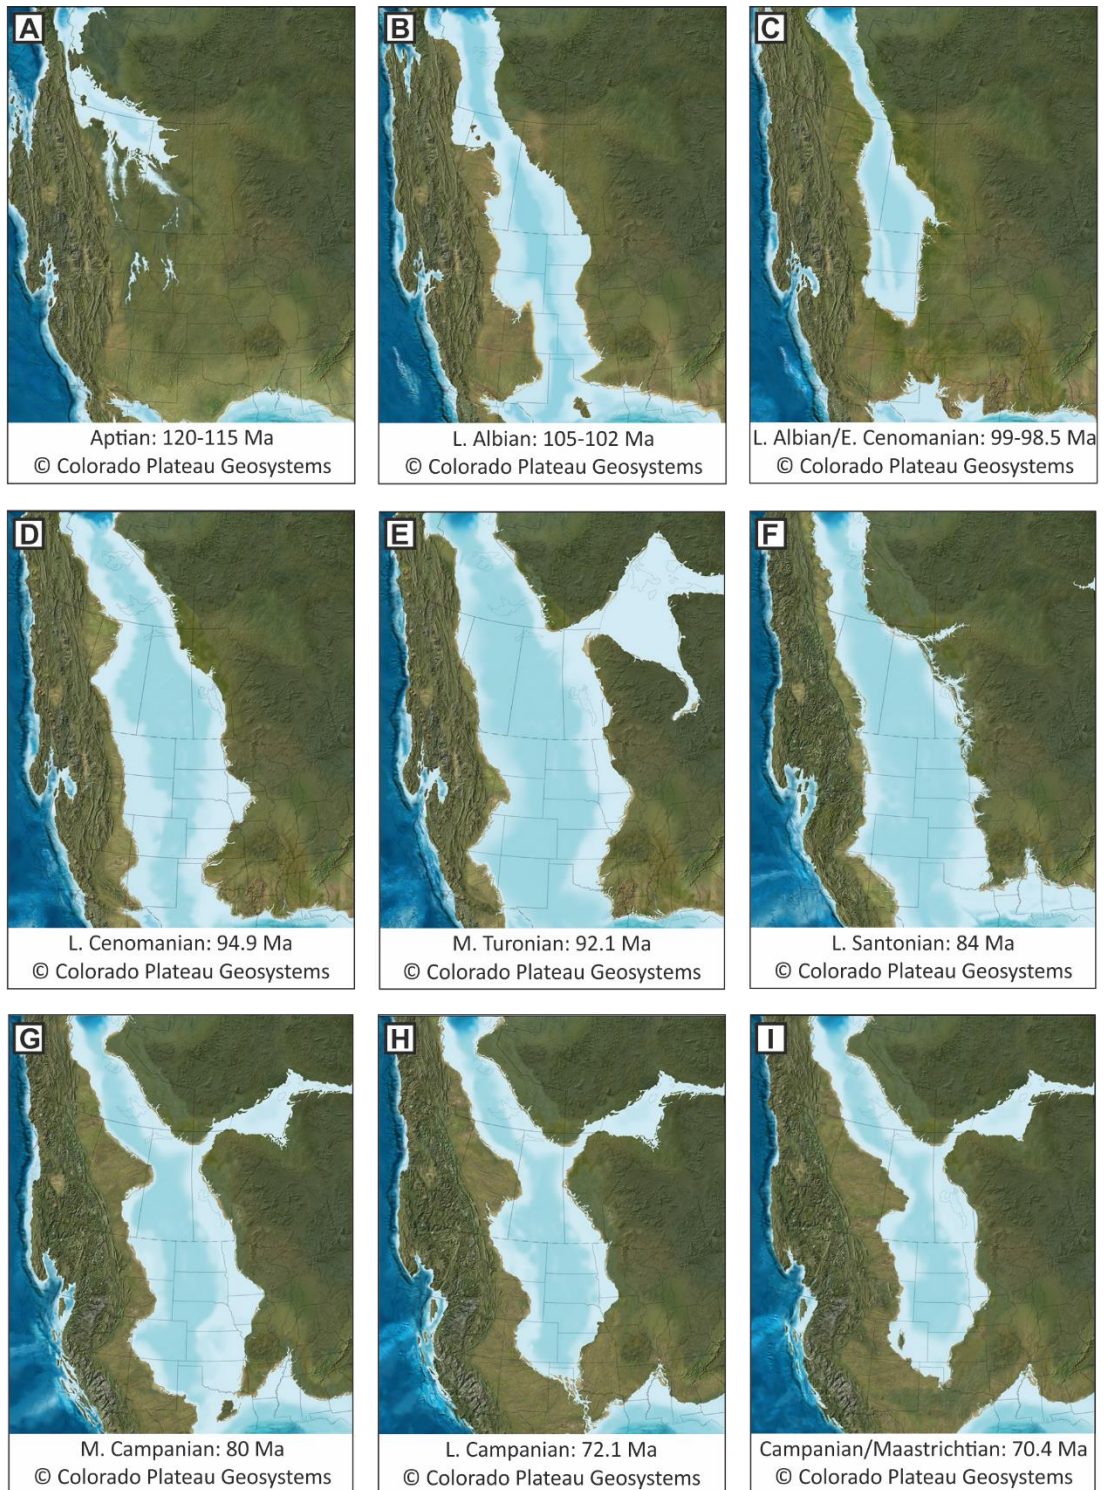 A
Aptian: 120-115 Ma
© Colorado Plateau Geosystems
B
L. Albian: 105-102 Ma
© Colorado Plateau Geosystems
C
L. Albian/E. Cenomanian: 99-98.5 Ma
© Colorado Plateau Geosystems
D
L. Cenomanian: 94.9 Ma
© Colorado Plateau Geosystems
E
M. Turonian: 92.1 Ma
© Colorado Plateau Geosystems
F
L. Santonian: 84 Ma
© Colorado Plateau Geosystems
G
M. Campanian: 80 Ma
© Colorado Plateau Geosystems
H
L. Campanian: 72.1 Ma
© Colorado Plateau Geosystems
I
Campanian/Maastrichtian: 70.4 Ma
© Colorado Plateau Geosystems